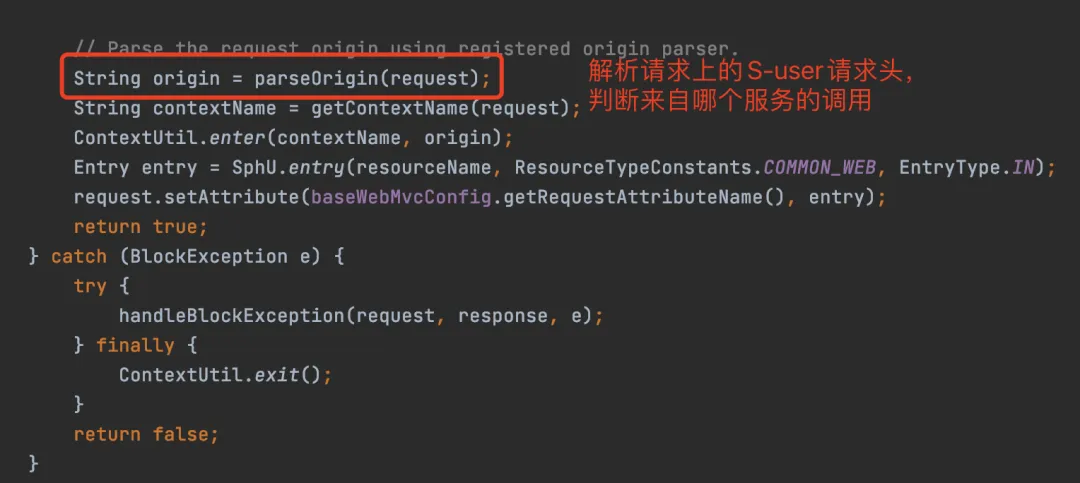 // Parse the request origin using registered origin parser.
String origin = parseOrigin(request);
解析请求上的S-user请求头，
判断来自哪个服务的调用
String contextName = getContextName(request);
ContextUtil.enter(contextName, origin);
Entry entry = SphU.entry(resourceName, ResourceTypeConstants.COMMON_WEB, EntryType.IN);
request.setAttribute(baseWebMvcConfig.getRequestAttributeName(), entry);
return true;
} catch (BlockException e) {
try {
handleBlockException(request, response, e);
} finally {
ContextUtil.exit();
}
return false;
}